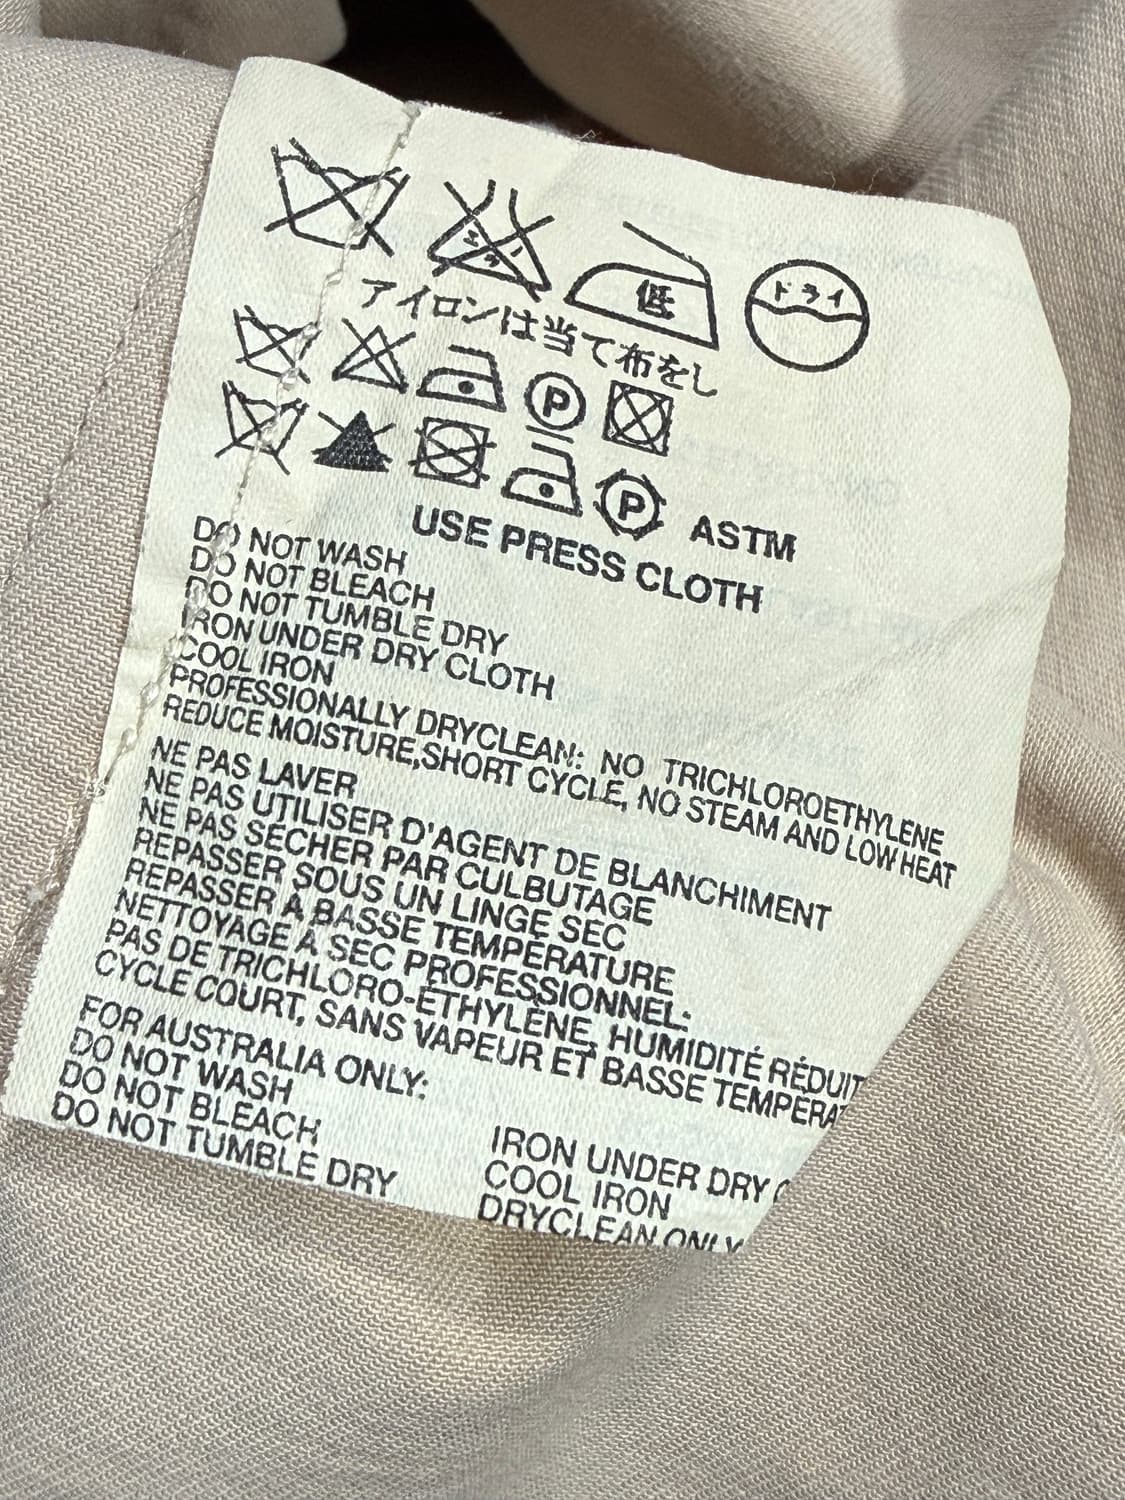 エンソ
低
ドライ
アイロンは当て布をし
P
P
ASTM
USE PRESS CLOTH
DO NOT WASH
DO NOT BLEACH
DO NOT TUMBLE DRY
IRON UNDER DRY CLOTH
COOL IRON
PROFESSIONALLY DRYCLEAN: NO TRICHLOROETHYLENE
REDUCE MOISTURE,SHORT CYCLE, NO STEAM AND LOW HEAT
NE PAS LAVER
NE PAS UTILISER D'AGENT DE BLANCHIMENT
NE PAS SÉCHER PAR CULBUTAGE
REPASSER SOUS UN LINGE SEC
REPASSER À BASSE TEMPÉRATURE
NETTOYAGE À SEC PROFESSIONNEL:
PAS DE TRICHLORO-ÉTHYLÈNE, HUMIDITÉ RÉDUIT
CYCLE COURT, SANS VAPEUR ET BASSE TEMPÉRAT
FOR AUSTRALIA ONLY:
DO NOT WASH
DO NOT BLEACH
DO NOT TUMBLE DRY
IRON UNDER DRY
COOL IRON
DRYCLEAN ONLY